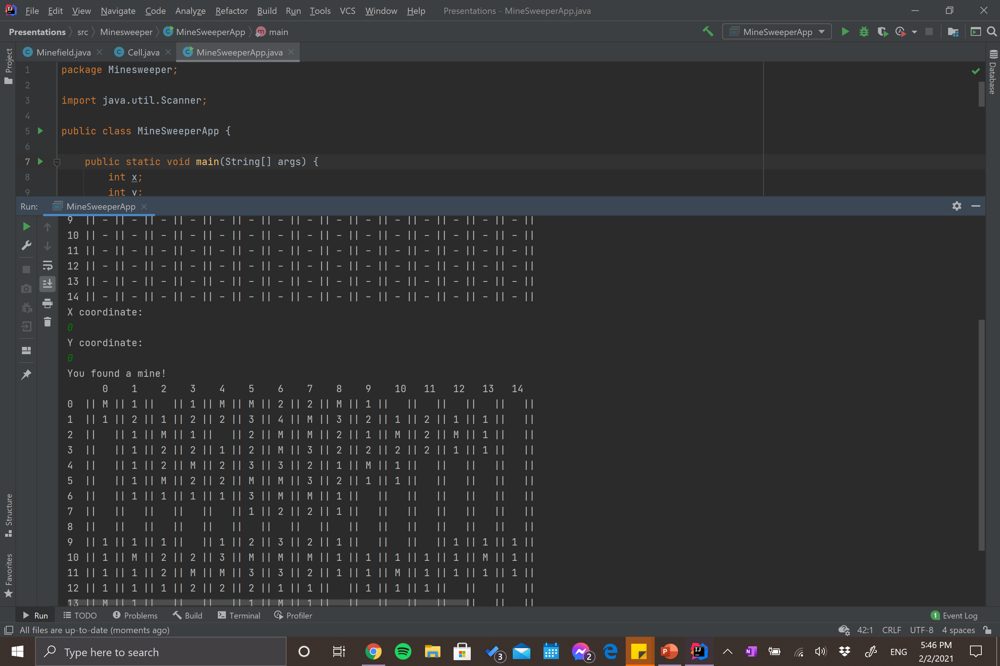 File Edit View Navigate Code Analyze Refactor Build Run Tools VCS Window Help Presentations - MineSweeperApp.java
Presentations src Minesweeper MineSweeperApp main MineSweeperApp
Minefield.java Cell.java MineSweeperApp.java
Project
Database
1 package Minesweeper;
2
3 import java.util.Scanner;
4
5 public class MineSweeperApp {
6
7 public static void main(String[] args) {
8 int x;
9 int y;
Run: MineSweeperApp
9 || - || - || - || - || - || - || - || - || - || - || - || - || - || - || - ||
10 || - || - || - || - || - || - || - || - || - || - || - || - || - || - || - ||
11 || - || - || - || - || - || - || - || - || - || - || - || - || - || - || - ||
12 || - || - || - || - || - || - || - || - || - || - || - || - || - || - || - ||
13 || - || - || - || - || - || - || - || - || - || - || - || - || - || - || - ||
14 || - || - || - || - || - || - || - || - || - || - || - || - || - || - || - ||
X coordinate:
0
Y coordinate:
0
You found a mine!
0 1 2 3 4 5 6 7 8 9 10 11 12 13 14
0 || M || 1 ||   || 1 || M || M || 2 || 2 || M || 1 ||   ||   ||   ||   ||   ||
1 || 1 || 2 || 1 || 2 || 2 || 3 || 4 || M || 3 || 2 || 1 || 2 || 1 || 1 ||   ||
2 ||   || 1 || M || 1 ||   || 2 || M || M || 2 || 1 || M || 2 || M || 1 ||   ||
3 ||   || 1 || 2 || 2 || 1 || 2 || M || 3 || 2 || 2 || 2 || 2 || 1 || 1 ||   ||
4 ||   || 1 || 2 || M || 2 || 3 || 3 || 2 || 1 || M || 1 ||   ||   ||   ||   ||
5 ||   || 1 || M || 2 || 2 || M || M || 3 || 2 || 1 || 1 ||   ||   ||   ||   ||
6 ||   || 1 || 1 || 1 || 1 || 3 || M || M || 1 ||   ||   ||   ||   ||   ||   ||
7 ||   ||   ||   ||   ||   || 1 || 2 || 2 || 1 ||   ||   ||   ||   ||   ||   ||
8 ||   ||   ||   ||   ||   ||   ||   ||   ||   ||   ||   ||   ||   ||   ||   ||
9 || 1 || 1 || 1 ||   || 1 || 2 || 3 || 2 || 1 ||   ||   ||   || 1 || 1 || 1 ||
10 || 1 || M || 2 || 2 || 3 || M || M || M || 1 || 1 || 1 || 1 || 1 || M || 1 ||
11 || 1 || 1 || 2 || M || M || 3 || 3 || 2 || 1 || 1 || M || 1 || 1 || 1 || 1 ||
12 || 1 || 1 || 1 || 2 || 2 || 2 || 1 || 1 ||   || 1 || 1 || 1 ||   ||   ||   ||
13 || M || 1 ||   ||   ||   || 1 || M || 1 ||   ||   ||   ||   ||   ||   ||   ||
Structure
Favorites
Run TODO Problems Build Terminal Profiler 1 Event Log
All files are up-to-date (moments ago) 42:1 CRLF UTF-8 4 spaces
Type here to search 3 2 ENG 5:46 PM
2/2/2021